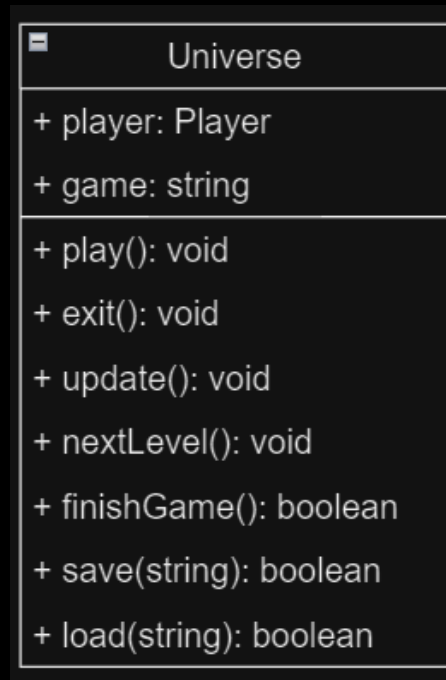 Universe
+ player: Player
+ game: string
+ play(): void
+ exit(): void
+ update(): void
+ nextLevel(): void
+ finishGame(): boolean
+ save(string): boolean
+ load(string): boolean